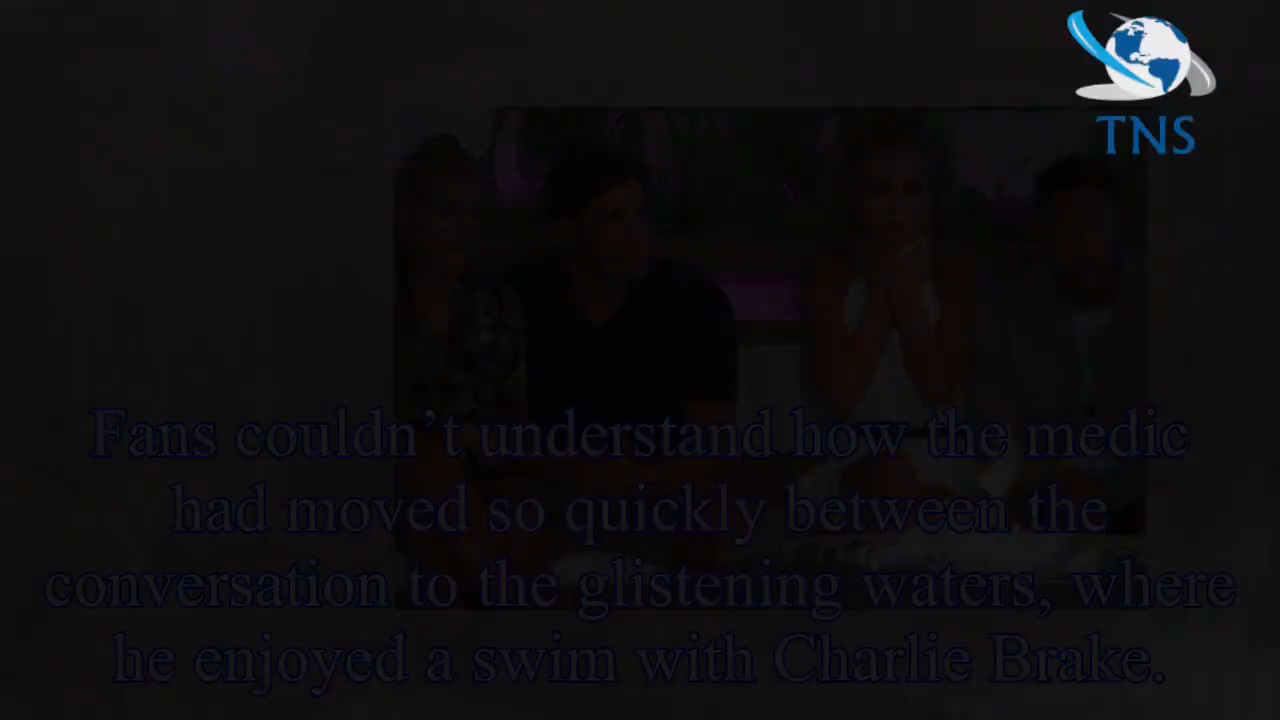 TNS
Fans couldn’t understand how the medic
had moved so quickly between the
conversation to the glistening waters, where
he enjoyed a swim with Charlie Brake.